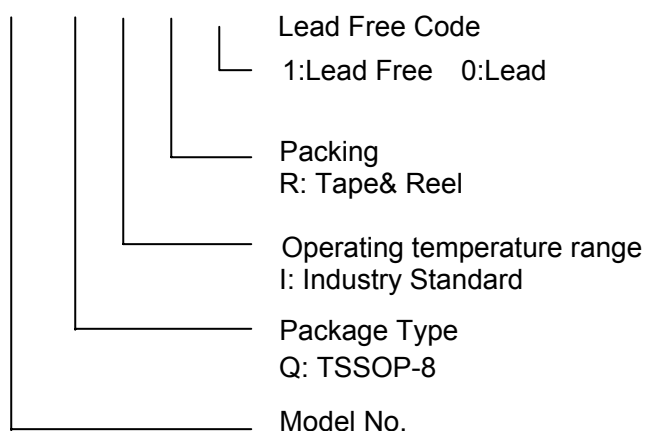 Lead Free Code
1:Lead Free 0:Lead
Packing
R: Tape& Reel
Operating temperature range
I: Industry Standard
Package Type
Q: TSSOP-8
Model No.